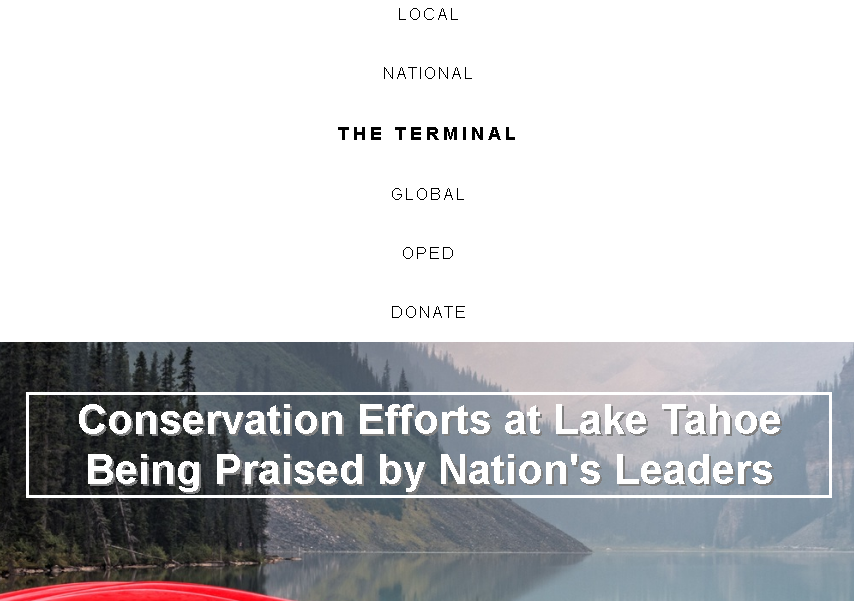 LOCAL
NATIONAL
THE TERMINAL
GLOBAL
OPED
DONATE
Conservation Efforts at Lake Tahoe
Being Praised by Nation's Leaders